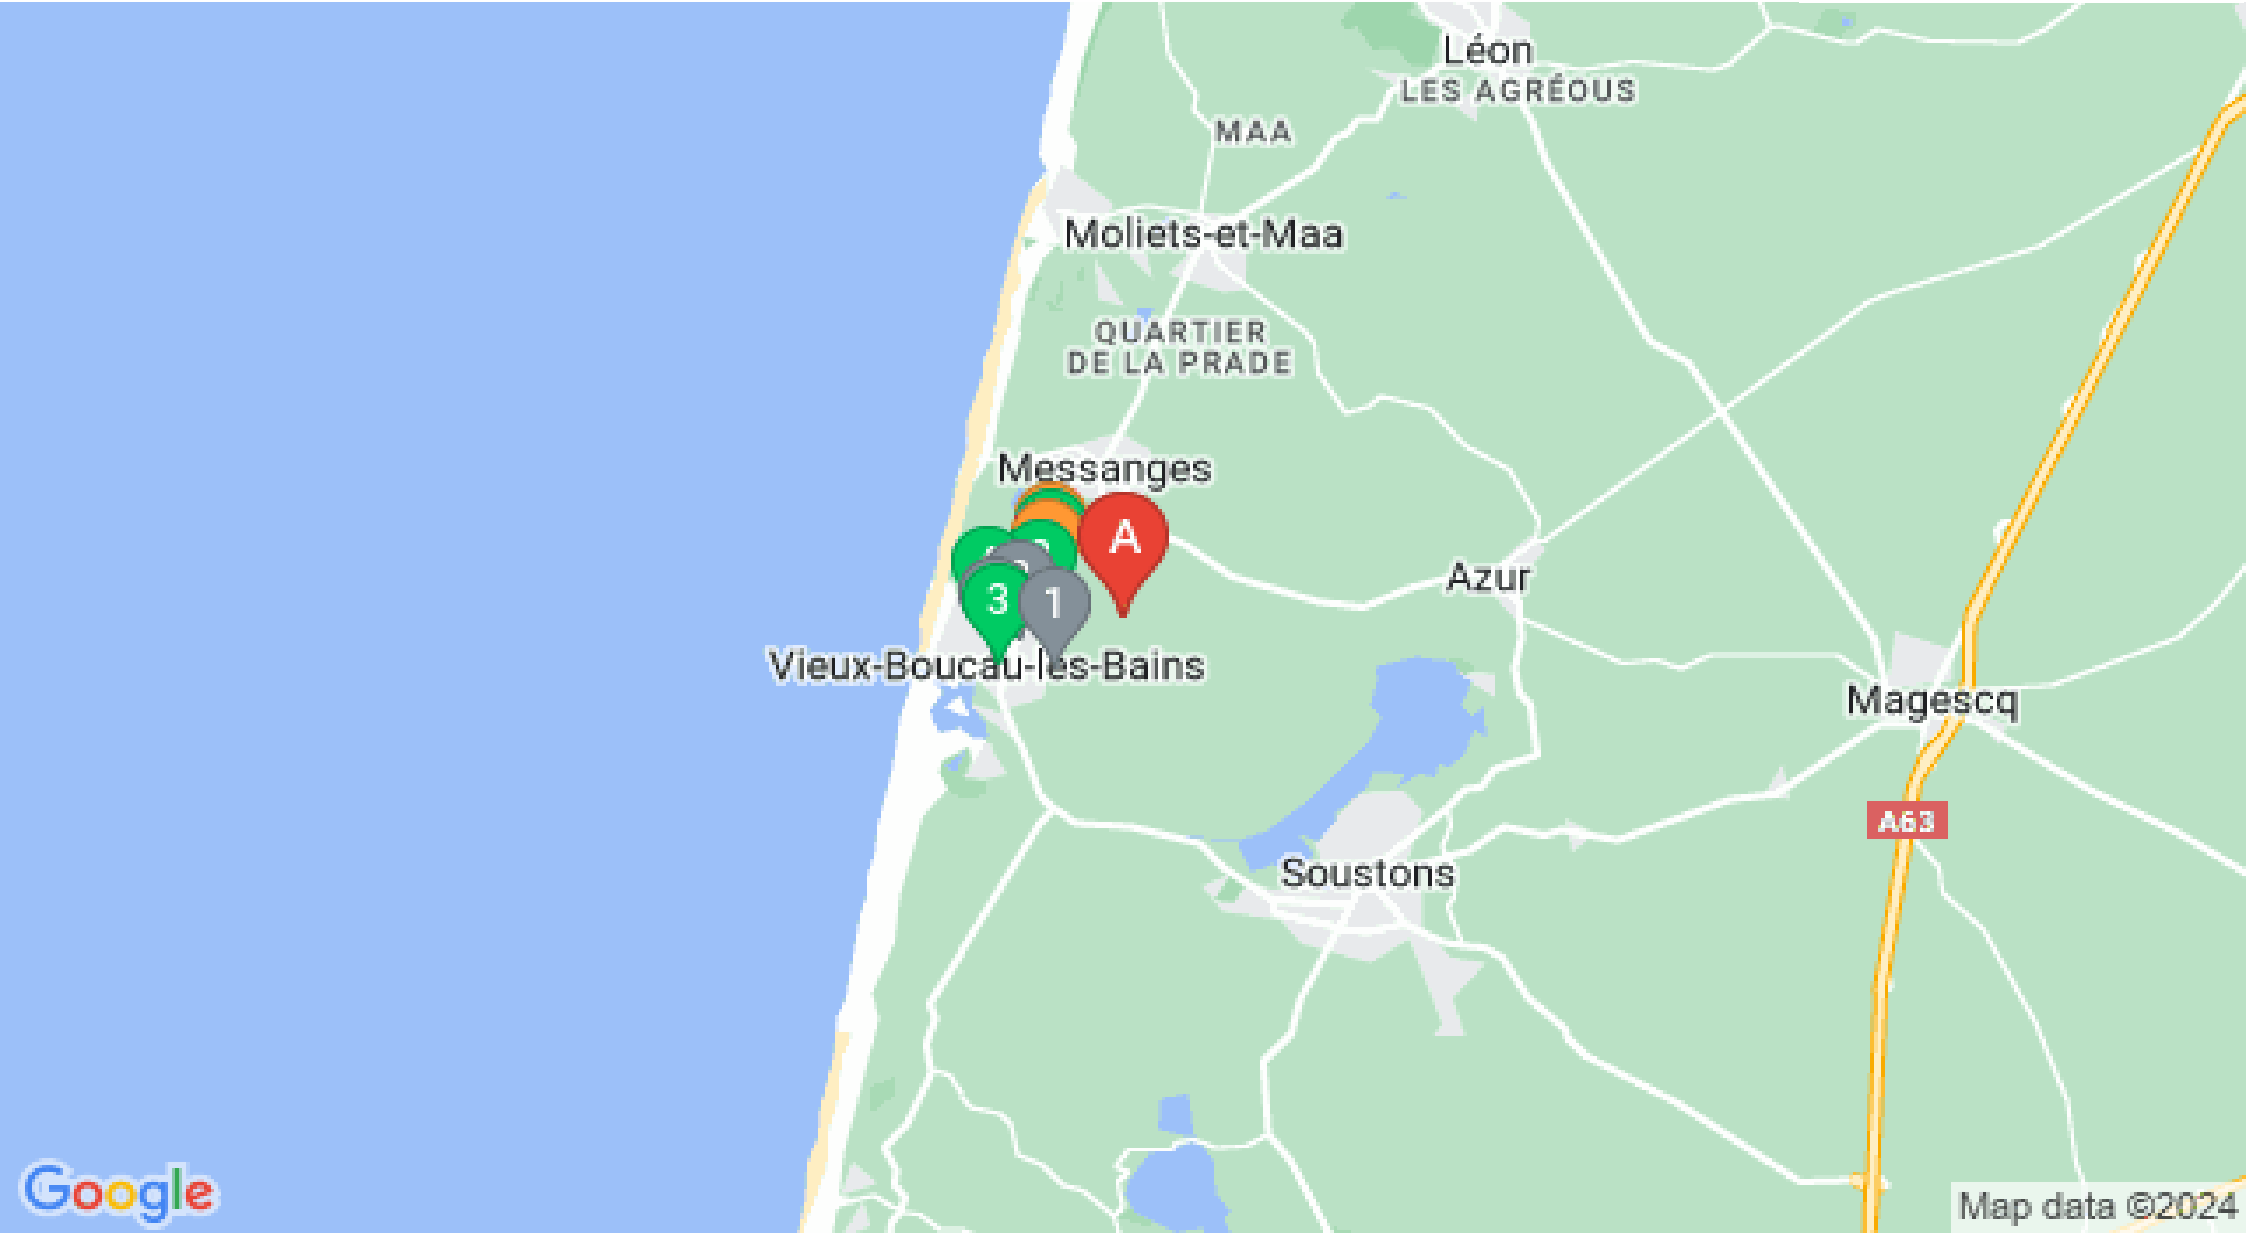 Léon
LES AGRÉOUS
MAA
Moliets-et-Maa
QUARTIER
DE LA PRADE
Messanges
A
3
1
Azur
Vieux-Boucau-les-Bains
Magescq
A63
Soustons
Google
Map data ©2024